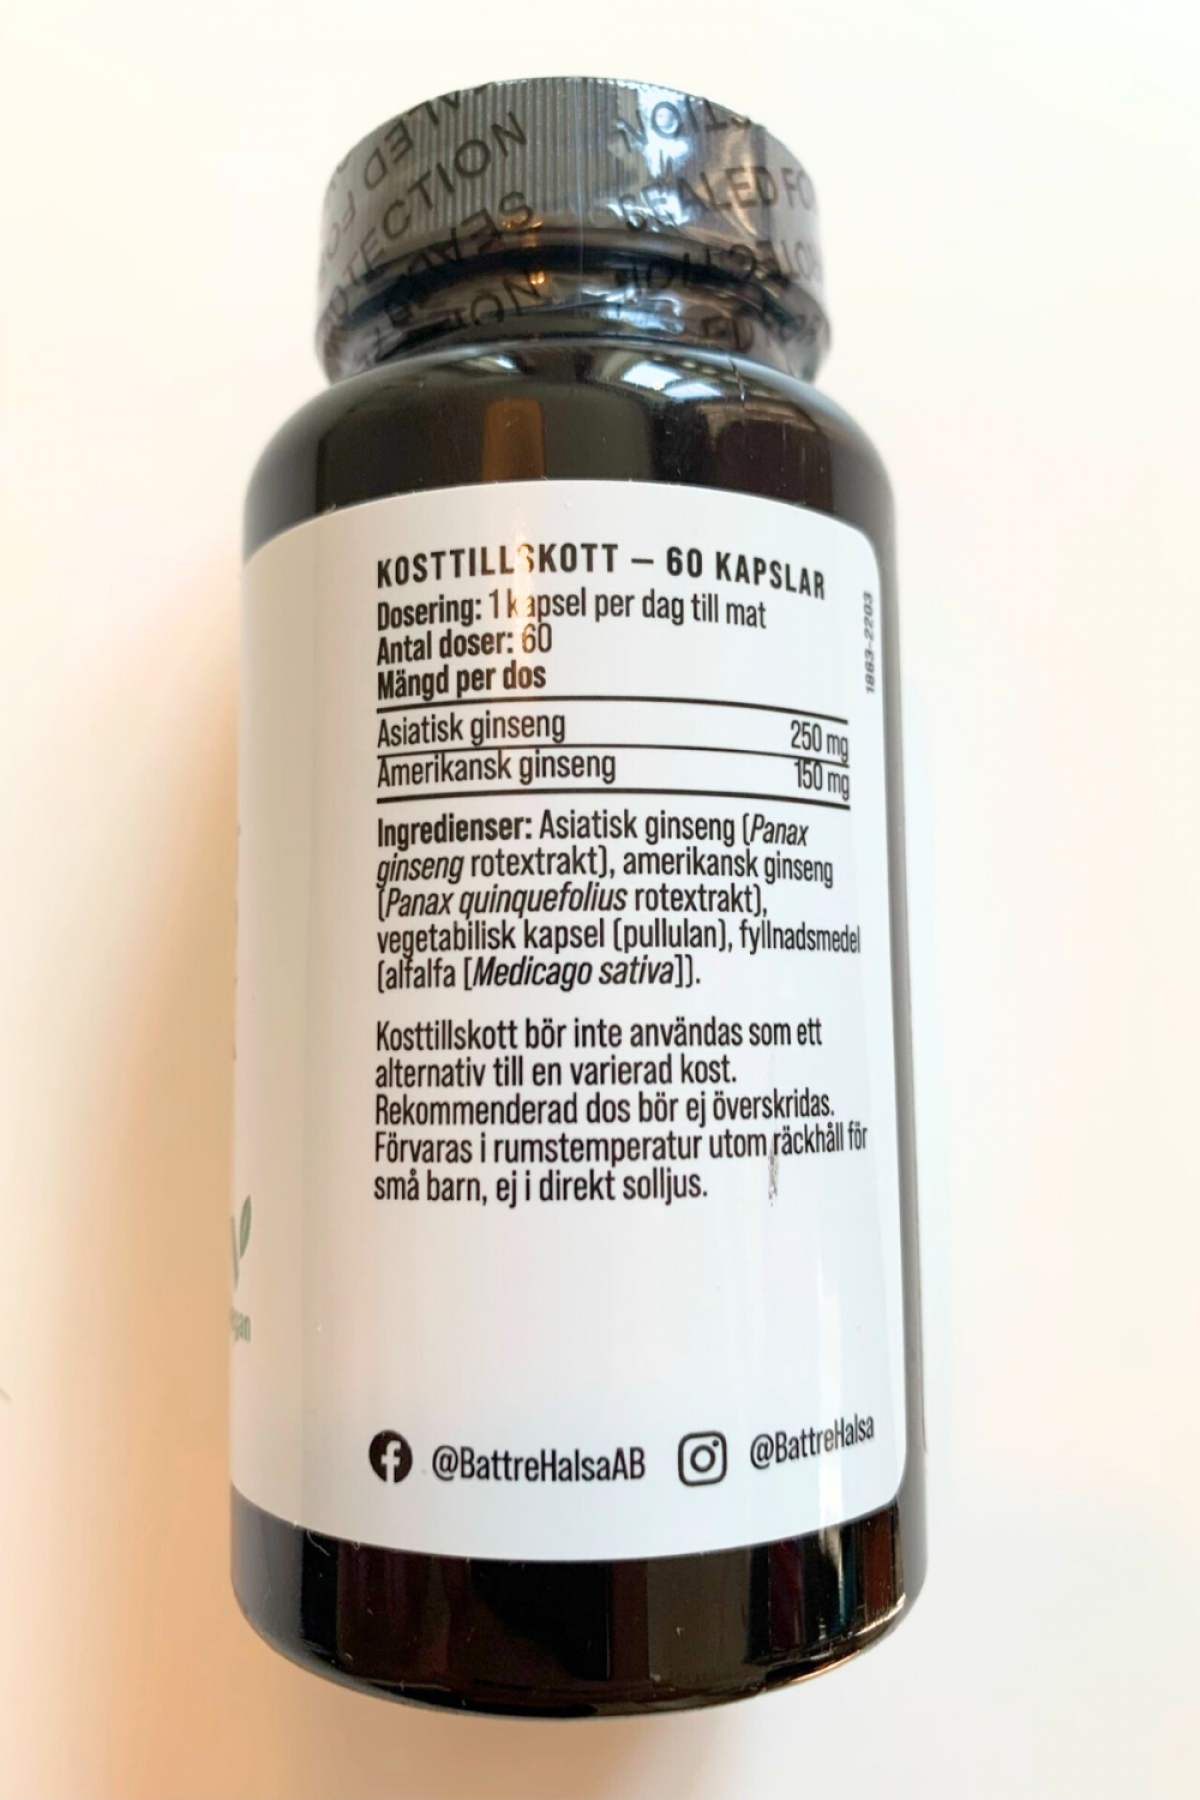 PROTECTION
SEALED FO
KOSTTILLSKOTT – 60 KAPSLAR
Dosering: 1 kapsel per dag till mat
Antal doser: 60
Mängd per dos
Asiatisk ginseng 250 mg
Amerikansk ginseng 150 mg
Ingredienser: Asiatisk ginseng (Panax
ginseng rotextrakt), amerikansk ginseng
(Panax quinquefolius rotextrakt),
vegetabilisk kapsel (pullulan), fyllnadsmedel
(alfalfa [Medicago sativa]).
Kosttillskott bör inte användas som ett
alternativ till en varierad kost.
Rekommenderad dos bör ej överskridas.
Förvaras i rumstemperatur utom räckhåll för
små barn, ej i direkt solljus.
1863-2203
@BattreHalsaAB @BattreHalsa